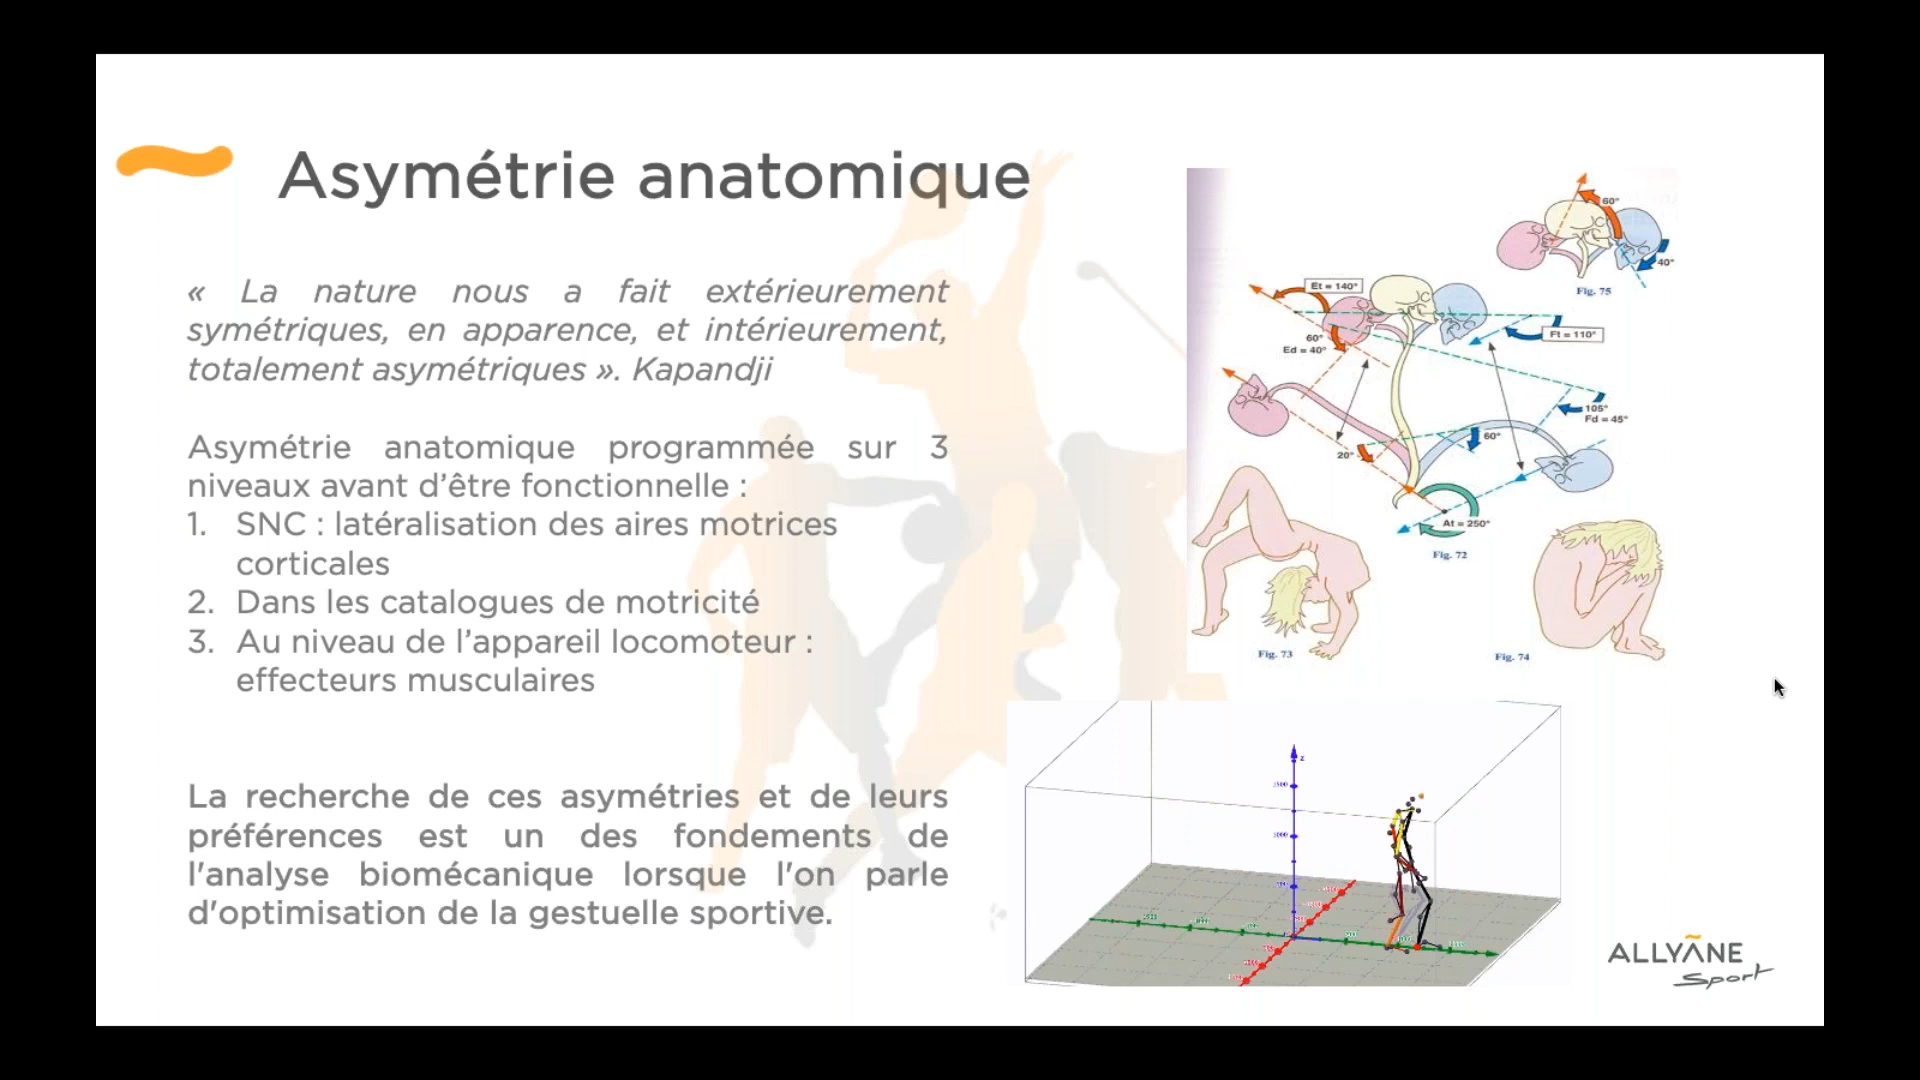 Asymétrie anatomique
« La nature nous a fait extérieurement
symétriques, en apparence, et intérieurement,
totalement asymétriques ». Kapandji
Asymétrie anatomique programmée sur 3
niveaux avant d’être fonctionnelle :
1. SNC : latéralisation des aires motrices
corticales
2. Dans les catalogues de motricité
3. Au niveau de l’appareil locomoteur :
effecteurs musculaires
La recherche de ces asymétries et de leurs
préférences est un des fondements de
l'analyse biomécanique lorsque l'on parle
d'optimisation de la gestuelle sportive.
60°
40°
Fig. 75
Et = 140°
Ft = 110°
60°
Ed = 40°
105°
Fd = 45°
60°
20°
At = 250°
Fig. 72
Fig. 73
Fig. 74
z
1500
1000
ALLYANE
Sport